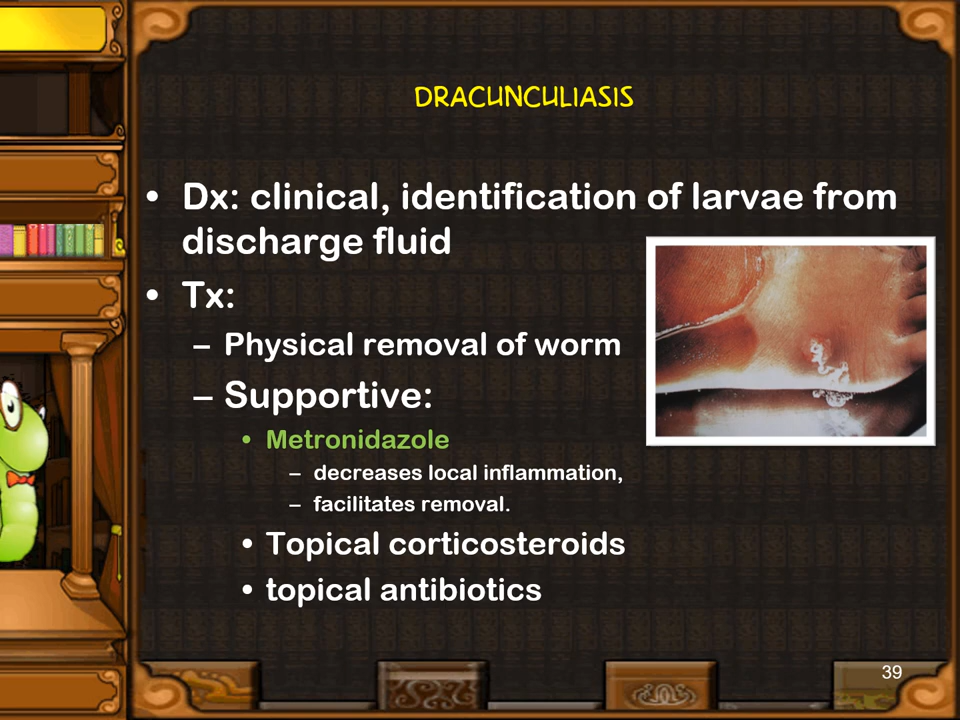 DRACUNCULIASIS
• Dx: clinical, identification of larvae from
discharge fluid
• Tx:
– Physical removal of worm
– Supportive:
• Metronidazole
– decreases local inflammation,
– facilitates removal.
• Topical corticosteroids
• topical antibiotics
39